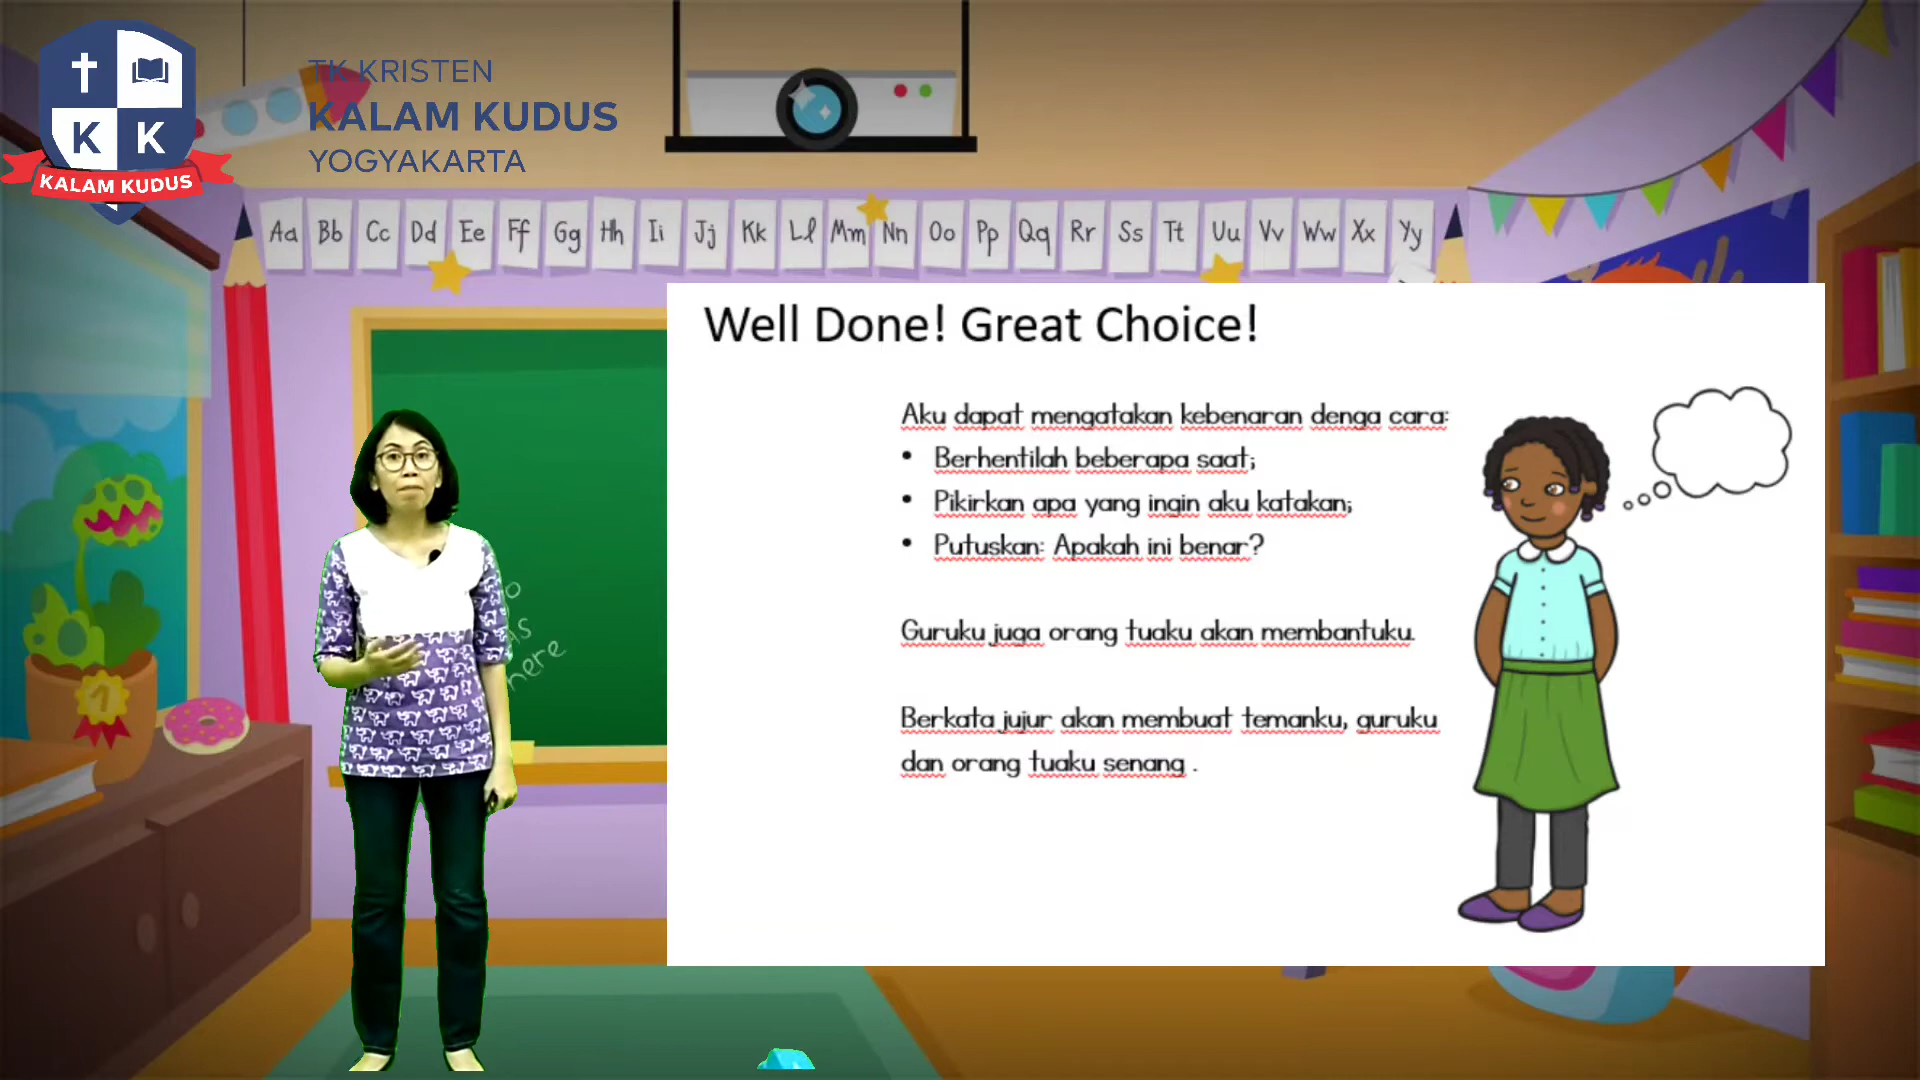 TK KRISTEN
KALAM KUDUS
YOGYAKARTA
K K
KALAM KUDUS
Aa Bb Cc Dd Ee Ff Gg Hh Ii Jj Kk Ll Mm Nn Oo Pp Qq Rr Ss Tt Uu Vv Ww Xx Yy
Well Done! Great Choice!
Aku dapat mengatakan kebenaran denga cara:
• Berhentilah beberapa saat;
• Pikirkan apa yang ingin aku katakan;
• Putuskan: Apakah ini benar?
Guruku juga orang tuaku akan membantuku.
Berkata jujur akan membuat temanku, guruku
dan orang tuaku senang .
here
1